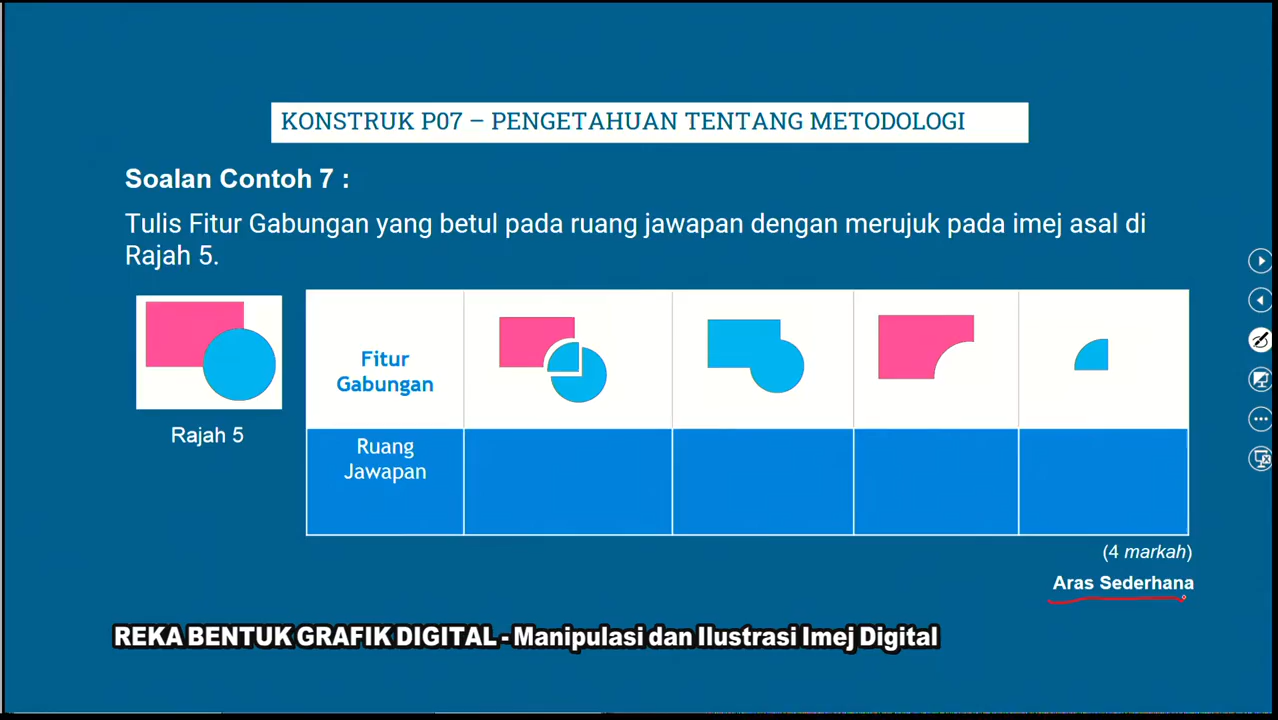 KONSTRUK P07 – PENGETAHUAN TENTANG METODOLOGI
Soalan Contoh 7 :
Tulis Fitur Gabungan yang betul pada ruang jawapan dengan merujuk pada imej asal di
Rajah 5.
Rajah 5
Fitur
Gabungan
Ruang
Jawapan
(4 markah)
Aras Sederhana
REKA BENTUK GRAFIK DIGITAL - Manipulasi dan Ilustrasi Imej Digital